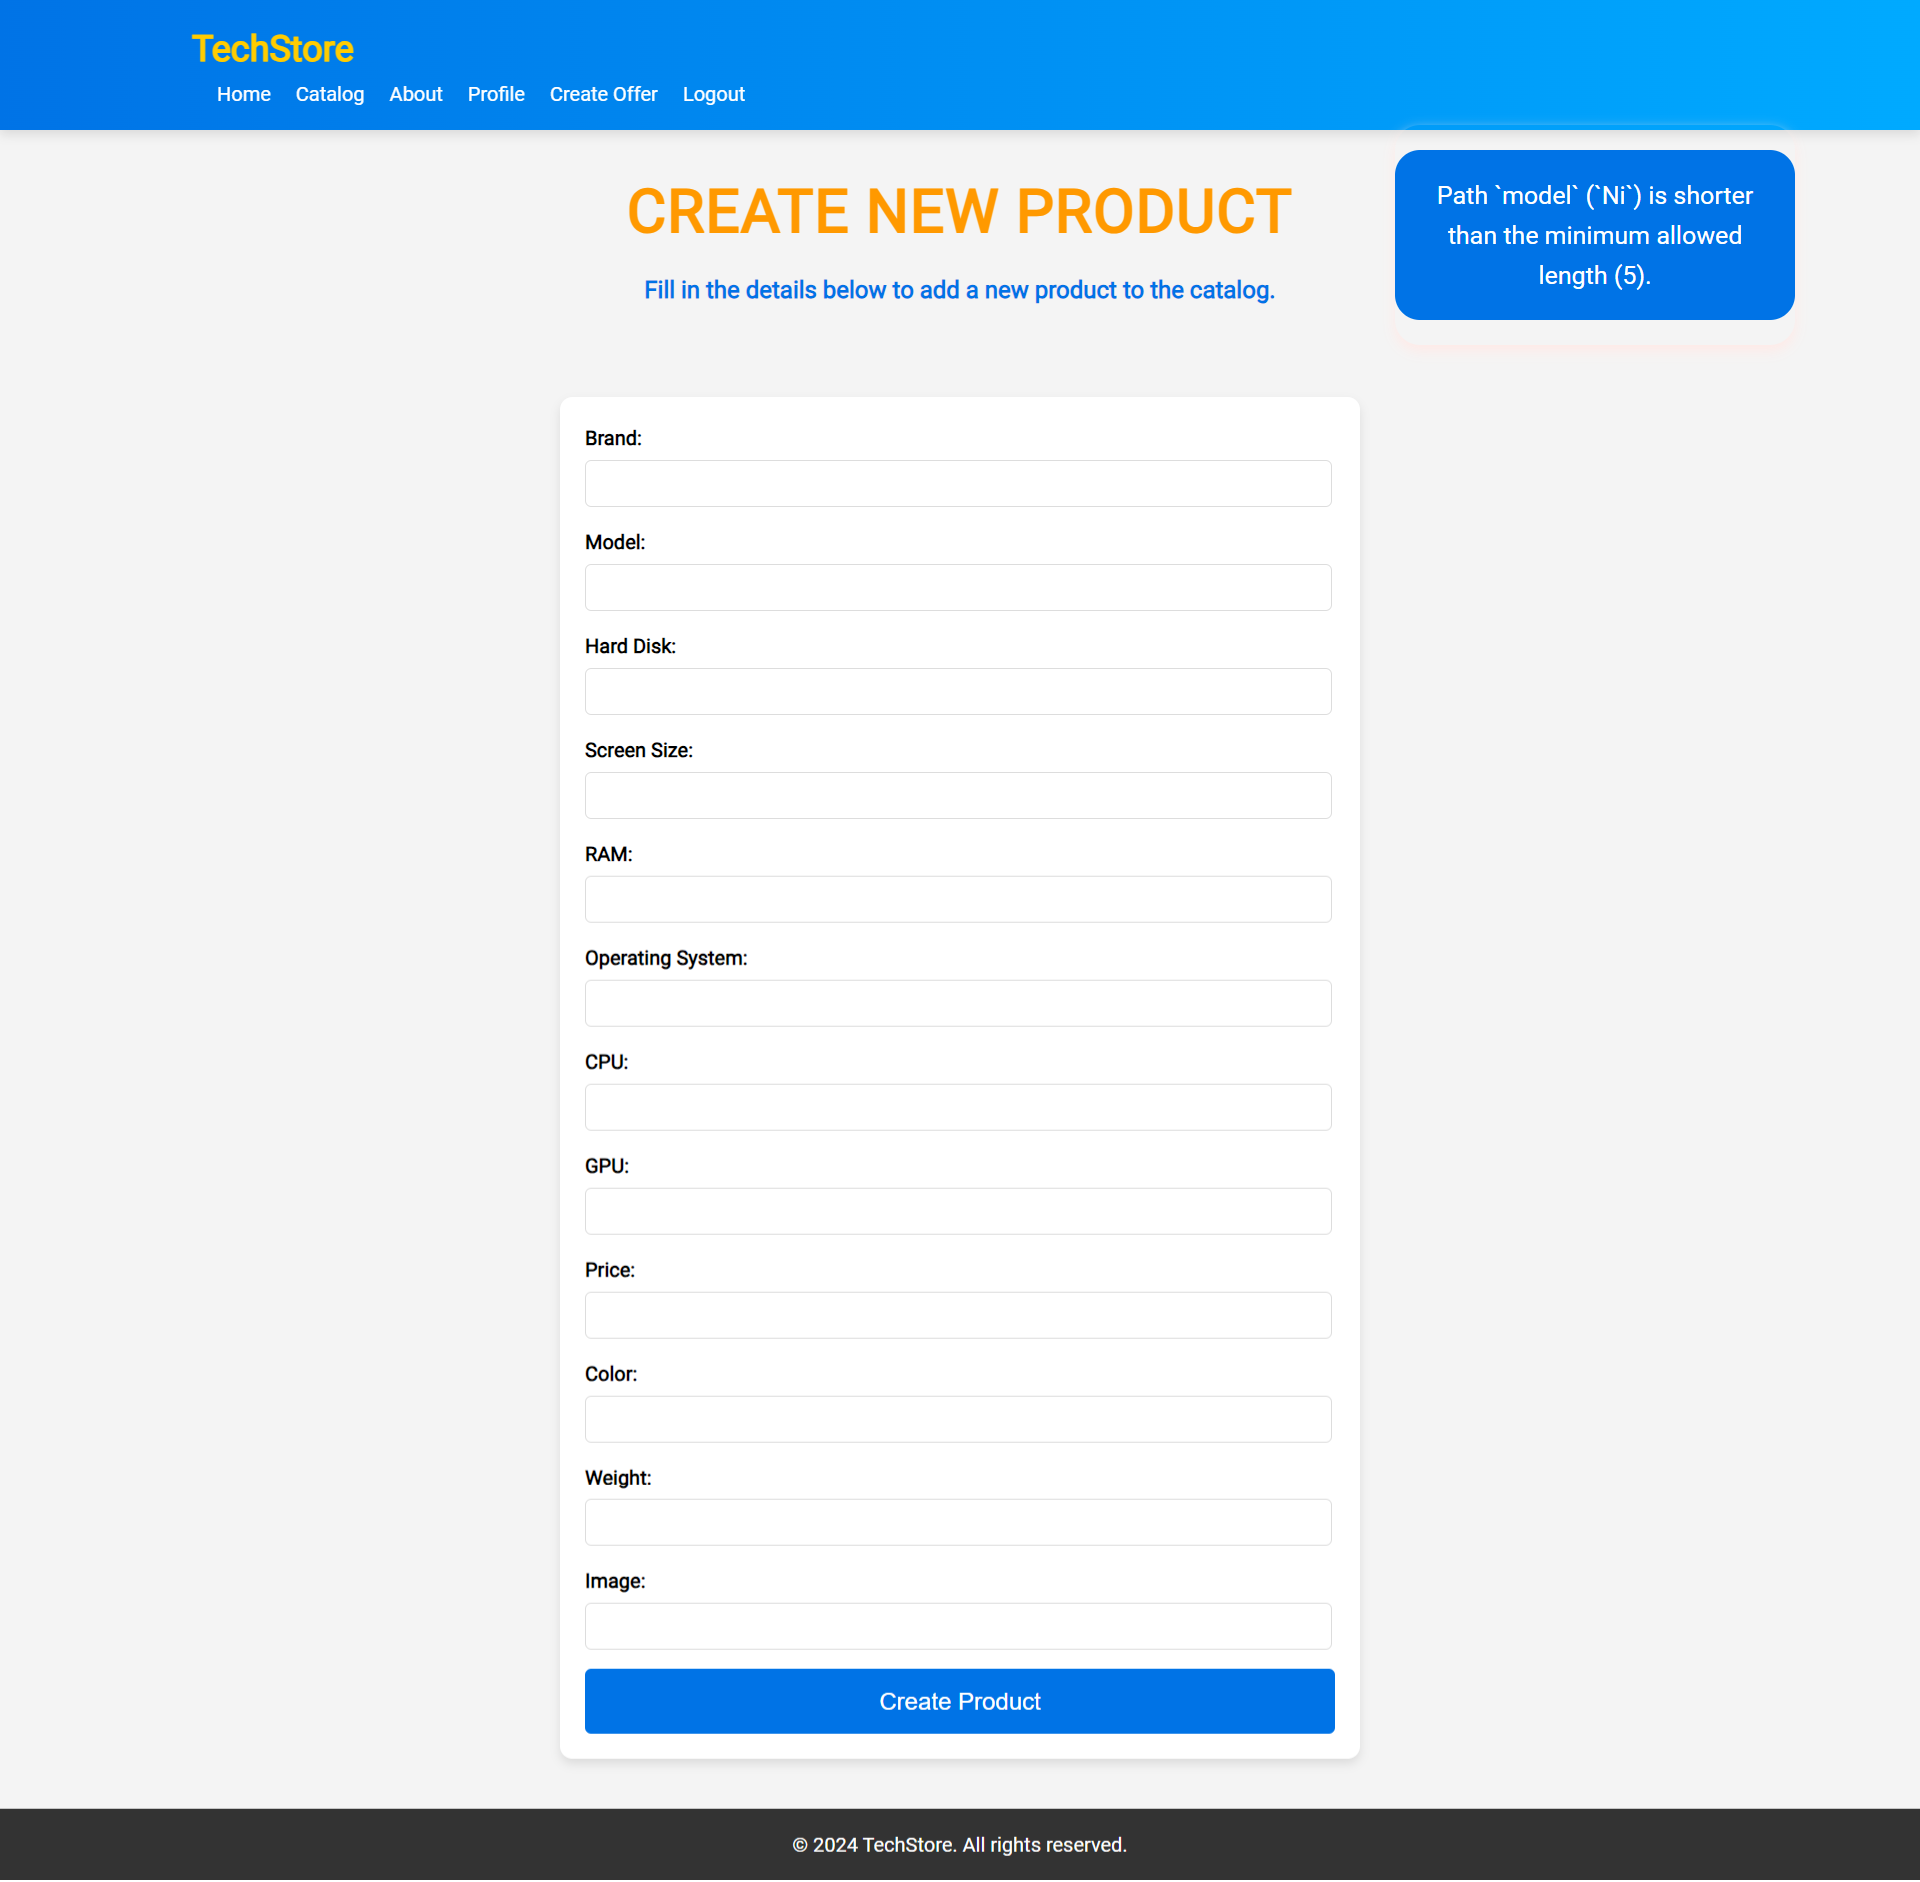 TechStore
Home Catalog About Profile Create Offer Logout
CREATE NEW PRODUCT
Fill in the details below to add a new product to the catalog.
Path `model` (`Ni`) is shorter
than the minimum allowed
length (5).
Brand:
Model:
Hard Disk:
Screen Size:
RAM:
Operating System:
CPU:
GPU:
Price:
Color:
Weight:
Image:
Create Product
© 2024 TechStore. All rights reserved.